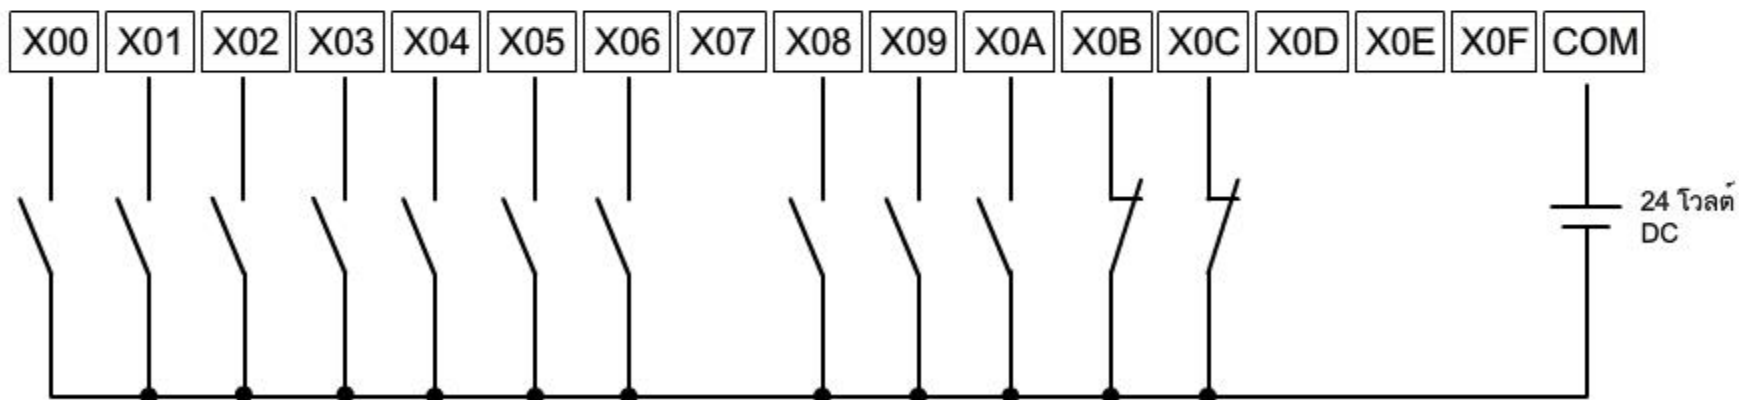 X00 X01 X02 X03 X04 X05 X06 X07 X08 X09 X0A X0B X0C X0D X0E X0F COM
24 โวลต์
DC